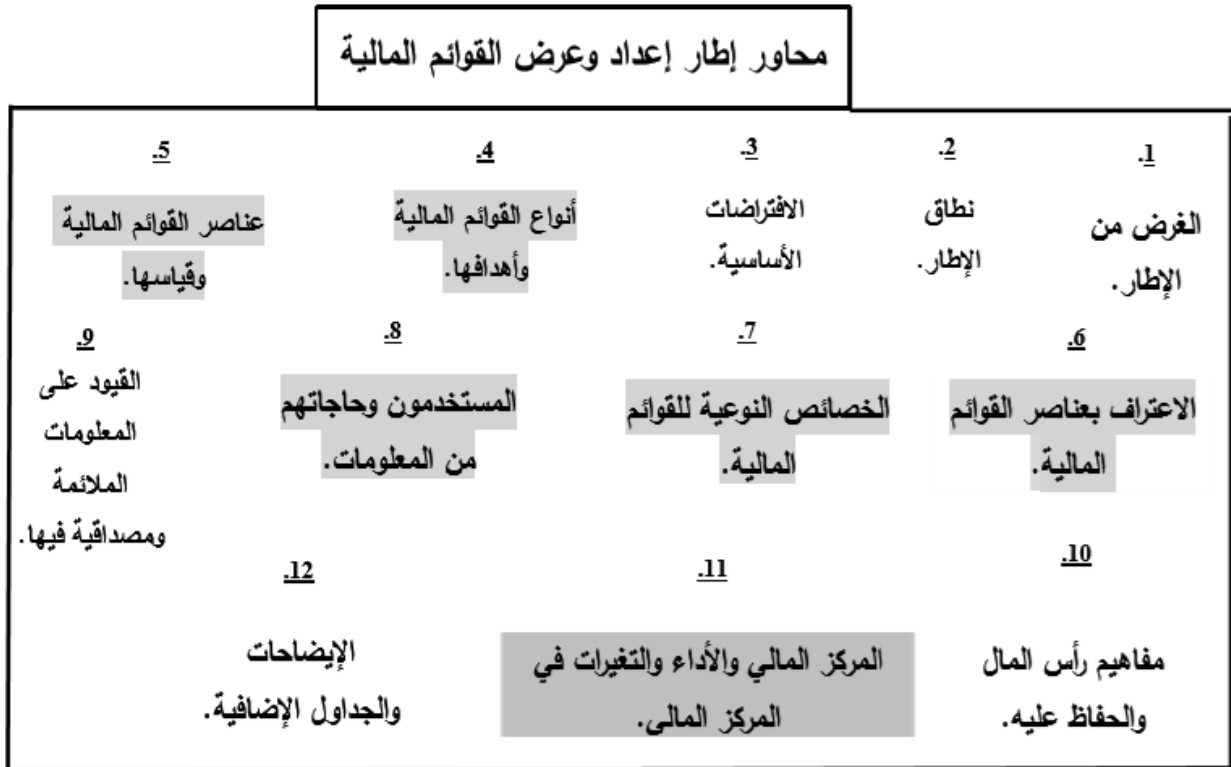 محاور إطار إعداد وعرض القوائم المالية
1.
الغرض من
الإطار.
2.
نطاق
الإطار.
3.
الافتراضات
الأساسية.
4.
أنواع القوائم المالية
وأهدافها.
5.
عناصر القوائم المالية
وقياسها.
6.
الاعتراف بعناصر القوائم
المالية.
7.
الخصائص النوعية للقوائم
المالية.
8.
المستخدمون وحاجاتهم
من المعلومات.
9.
القيود على
المعلومات
الملائمة
ومصداقية فيها.
10.
مفاهيم رأس المال
والحفاظ عليه.
11.
المركز المالي والأداء والتغيرات في
المركز المالي.
12.
الإيضاحات
والجداول الإضافية.